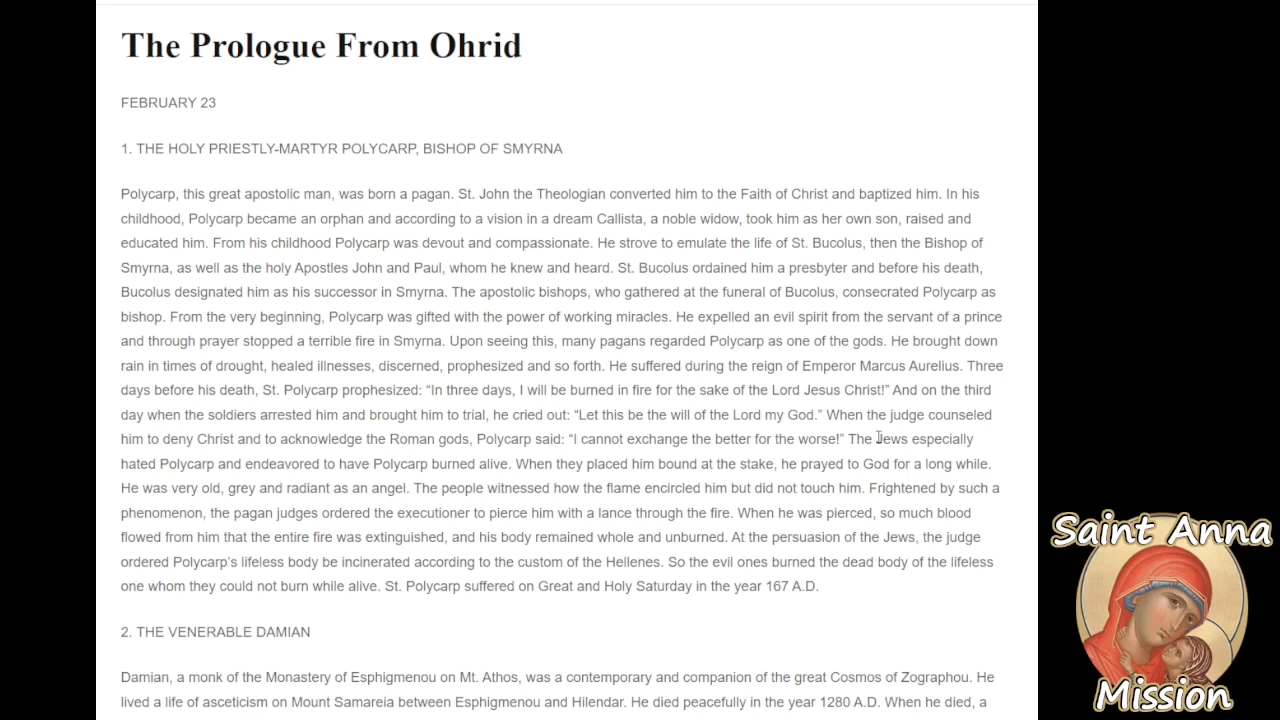 The Prologue From Ohrid
FEBRUARY 23
1. THE HOLY PRIESTLY-MARTYR POLYCARP, BISHOP OF SMYRNA
Polycarp, this great apostolic man, was born a pagan. St. John the Theologian converted him to the Faith of Christ and baptized him. In his
childhood, Polycarp became an orphan and according to a vision in a dream Callista, a noble widow, took him as her own son, raised and
educated him. From his childhood Polycarp was devout and compassionate. He strove to emulate the life of St. Bucolus, then the Bishop of
Smyrna, as well as the holy Apostles John and Paul, whom he knew and heard. St. Bucolus ordained him a presbyter and before his death,
Bucolus designated him as his successor in Smyrna. The apostolic bishops, who gathered at the funeral of Bucolus, consecrated Polycarp as
bishop. From the very beginning, Polycarp was gifted with the power of working miracles. He expelled an evil spirit from the servant of a prince
and through prayer stopped a terrible fire in Smyrna. Upon seeing this, many pagans regarded Polycarp as one of the gods. He brought down
rain in times of drought, healed illnesses, discerned, prophesized and so forth. He suffered during the reign of Emperor Marcus Aurelius. Three
days before his death, St. Polycarp prophesized: “In three days, I will be burned in fire for the sake of the Lord Jesus Christ!” And on the third
day when the soldiers arrested him and brought him to trial, he cried out: “Let this be the will of the Lord my God.” When the judge counseled
him to deny Christ and to acknowledge the Roman gods, Polycarp said: “I cannot exchange the better for the worse!” The Jews especially
hated Polycarp and endeavored to have Polycarp burned alive. When they placed him bound at the stake, he prayed to God for a long while.
He was very old, grey and radiant as an angel. The people witnessed how the flame encircled him but did not touch him. Frightened by such a
phenomenon, the pagan judges ordered the executioner to pierce him with a lance through the fire. When he was pierced, so much blood
flowed from him that the entire fire was extinguished, and his body remained whole and unburned. At the persuasion of the Jews, the judge
ordered Polycarp’s lifeless body be incinerated according to the custom of the Hellenes. So the evil ones burned the dead body of the lifeless
one whom they could not burn while alive. St. Polycarp suffered on Great and Holy Saturday in the year 167 A.D.
2. THE VENERABLE DAMIAN
Damian, a monk of the Monastery of Esphigmenou on Mt. Athos, was a contemporary and companion of the great Cosmos of Zographou. He
lived a life of asceticism on Mount Samareia between Esphigmenou and Hilendar. He died peacefully in the year 1280 A.D. When he died, a
Saint Anna
Mission